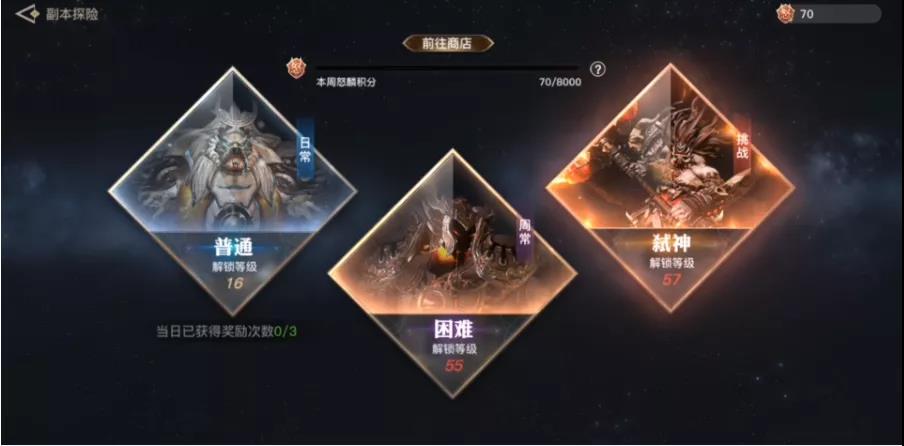 副本探险
70
前往商店
本周怒麟积分
70/8000
?
日常
普通
解锁等级
16
当日已获得奖励次数0/3
周常
困难
解锁等级
55
挑战
弑神
解锁等级
57